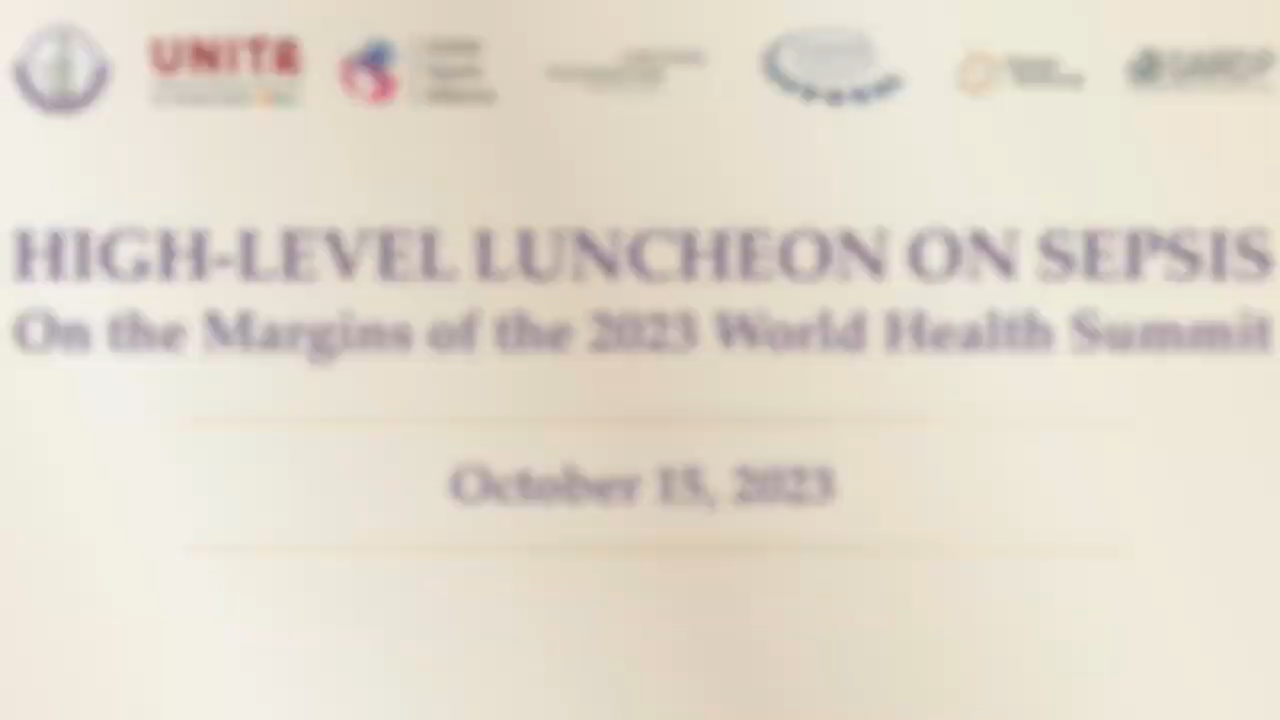 UNITE
HIGH-LEVEL LUNCHEON ON SEPSIS
On the Margins of the 2023 World Health Summit
October 15, 2023